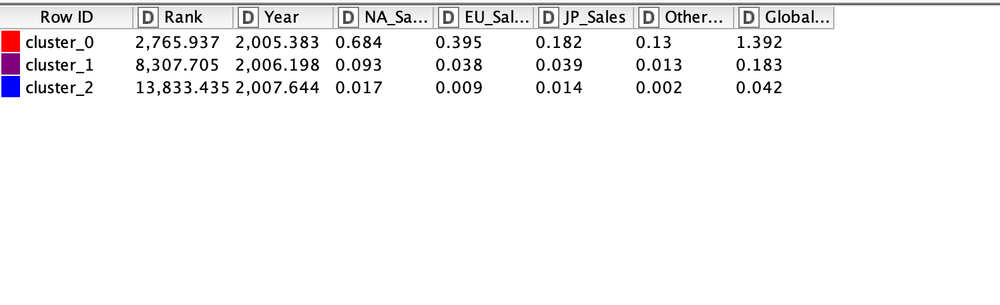 Row ID D Rank D Year D NA_Sa... D EU_Sal... D JP_Sales D Other... D Global...
cluster_0 2,765.937 2,005.383 0.684 0.395 0.182 0.13 1.392
cluster_1 8,307.705 2,006.198 0.093 0.038 0.039 0.013 0.183
cluster_2 13,833.435 2,007.644 0.017 0.009 0.014 0.002 0.042